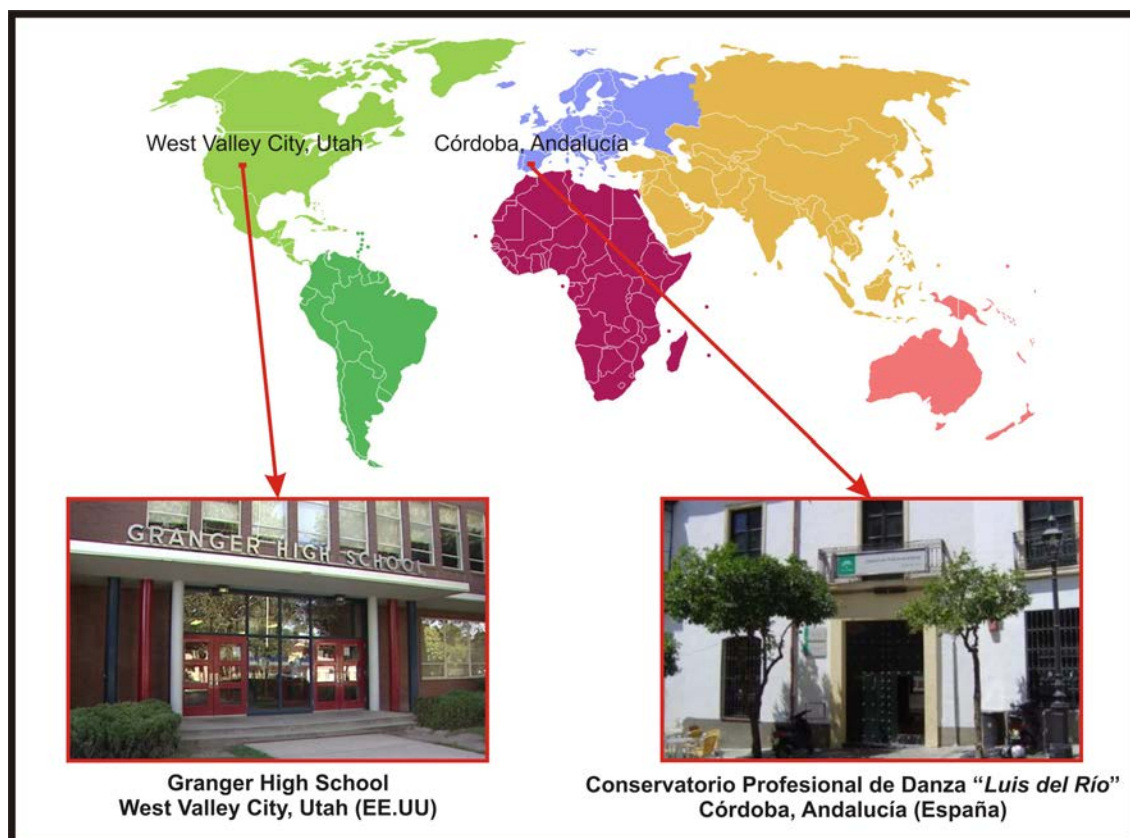 West Valley City, Utah
Córdoba, Andalucía
GRANGER HIGH SCHOOL
Granger High School
West Valley City, Utah (EE.UU)
Conservatorio Profesional de Danza “Luis del Río”
Córdoba, Andalucía (España)